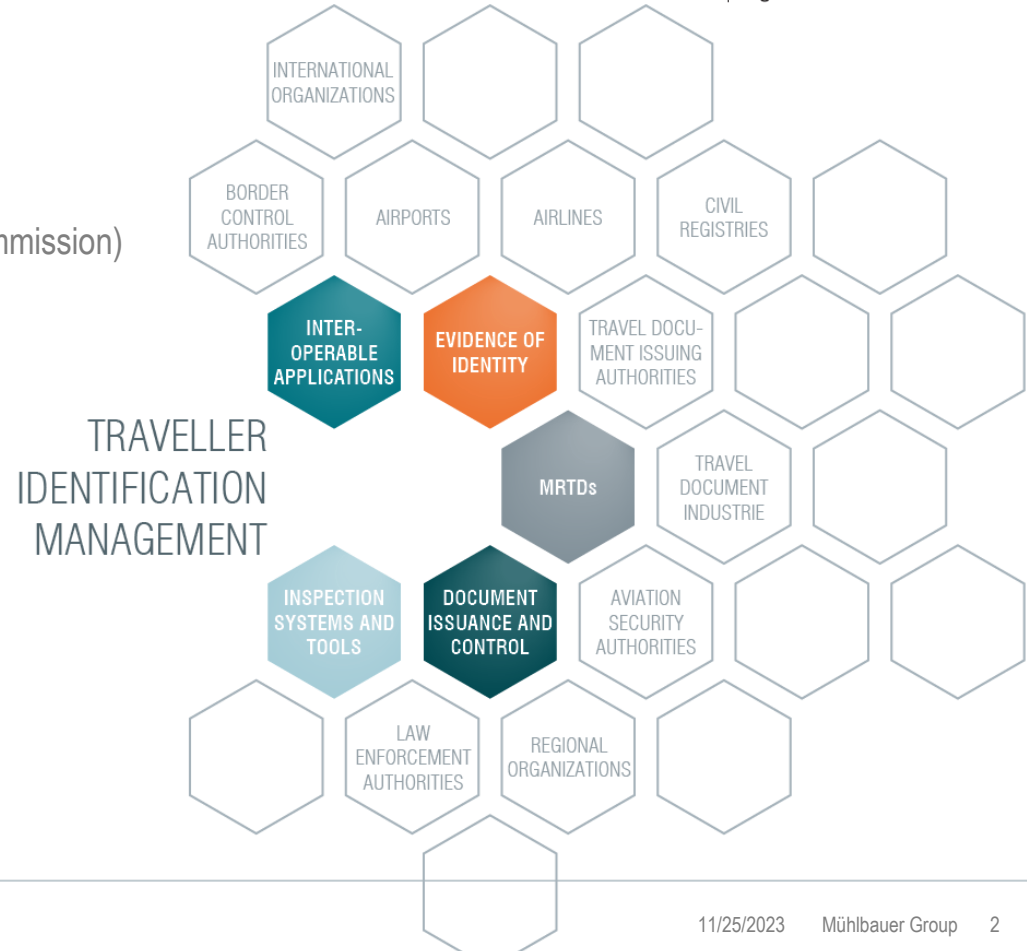 INTERNATIONAL
ORGANIZATIONS
BORDER
CONTROL
AUTHORITIES
AIRPORTS
AIRLINES
CIVIL
REGISTRIES
mmission)
INTER-
OPERABLE
APPLICATIONS
EVIDENCE OF
IDENTITY
TRAVEL DOCU-
MENT ISSUING
AUTHORITIES
TRAVELLER
IDENTIFICATION
MANAGEMENT
MRTDs
TRAVEL
DOCUMENT
INDUSTRIE
INSPECTION
SYSTEMS AND
TOOLS
DOCUMENT
ISSUANCE AND
CONTROL
AVIATION
SECURITY
AUTHORITIES
LAW
ENFORCEMENT
AUTHORITIES
REGIONAL
ORGANIZATIONS
11/25/2023 Mühlbauer Group 2